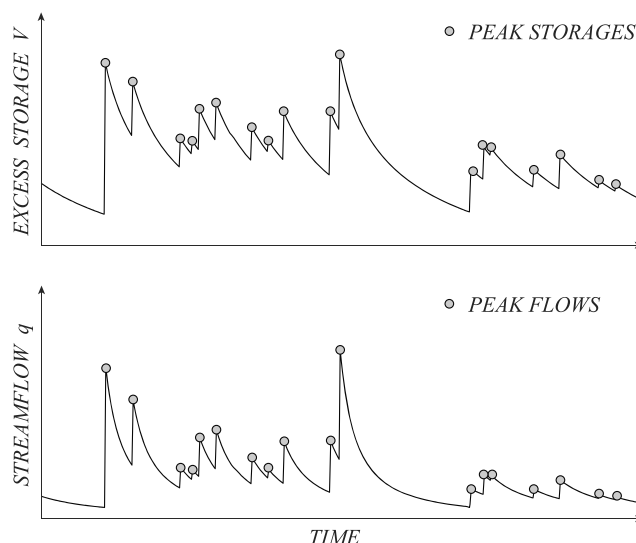 PEAK STORAGES
EXCESS STORAGE V
PEAK FLOWS
STREAMFLOW q
TIME